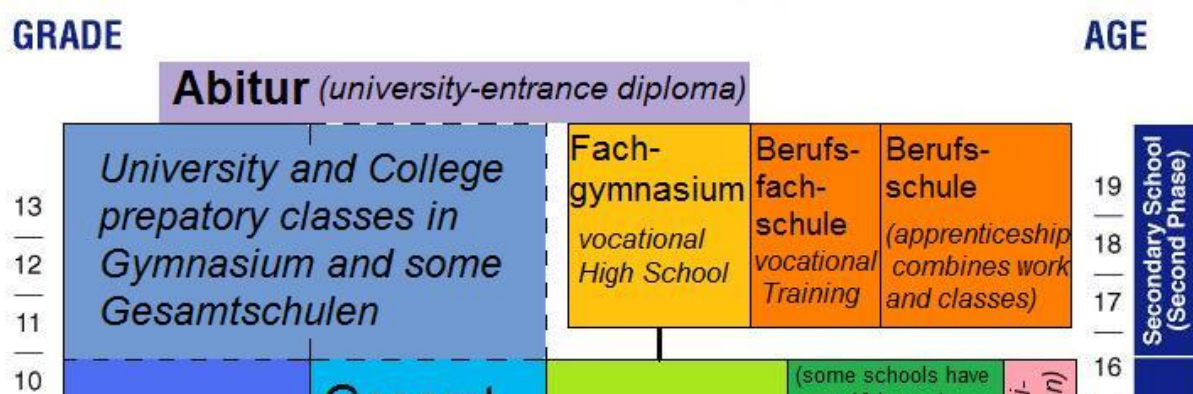 GRADE
AGE
Abitur (university-entrance diploma)
University and College
prepatory classes in
Gymnasium and some
Gesamtschulen
Fach-
gymnasium
vocational
High School
Berufs-
fach-
schule
vocational
Training
Berufs-
schule
(apprenticeship
combines work
and classes)
13
12
11
10
19
18
17
16
Secondary School
(Second Phase)
(some schools have